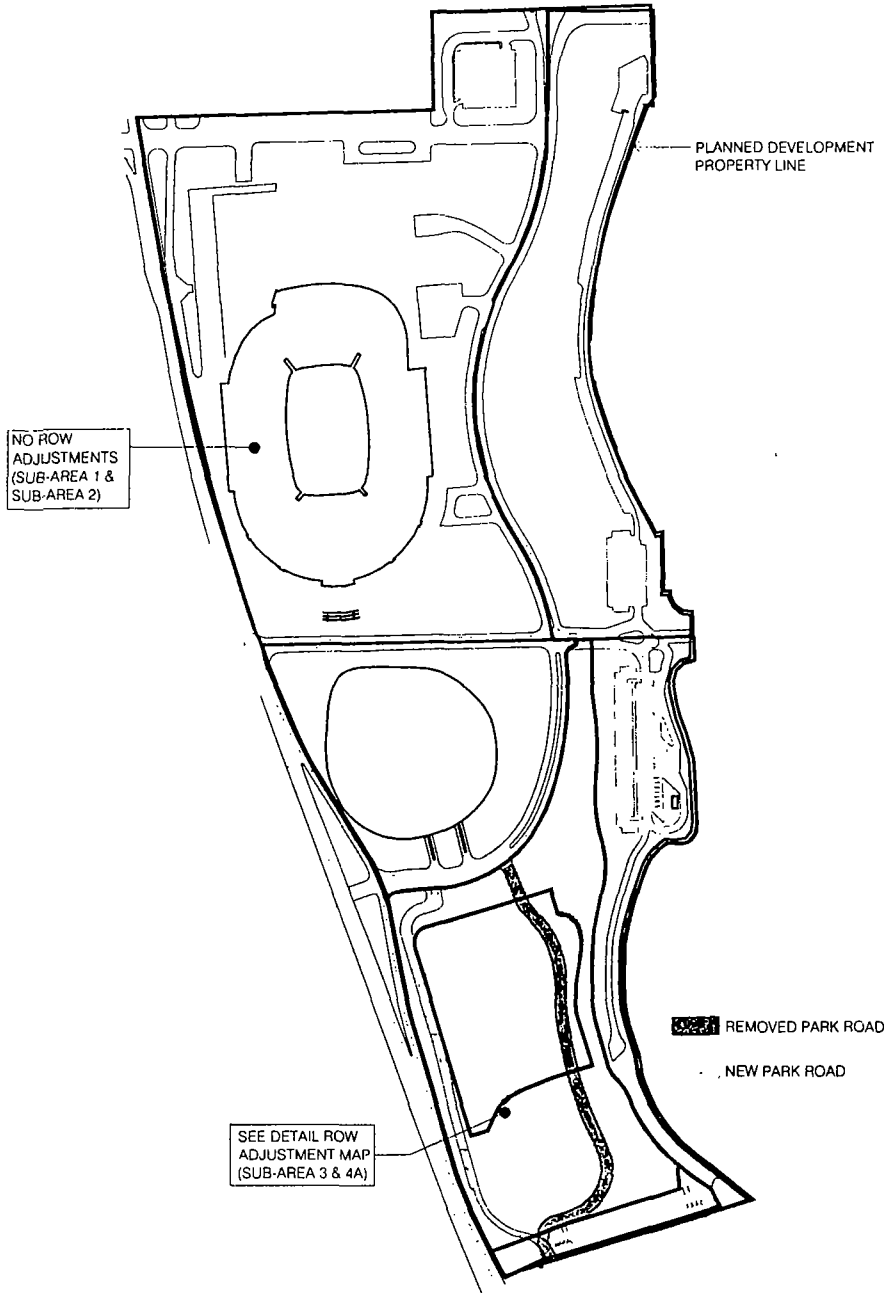 PLANNED DEVELOPMENT
PROPERTY LINE
NO ROW
ADJUSTMENTS
(SUB-AREA 1 &
SUB-AREA 2)
REMOVED PARK ROAD
NEW PARK ROAD
SEE DETAIL ROW
ADJUSTMENT MAP
(SUB-AREA 3 & 4A)